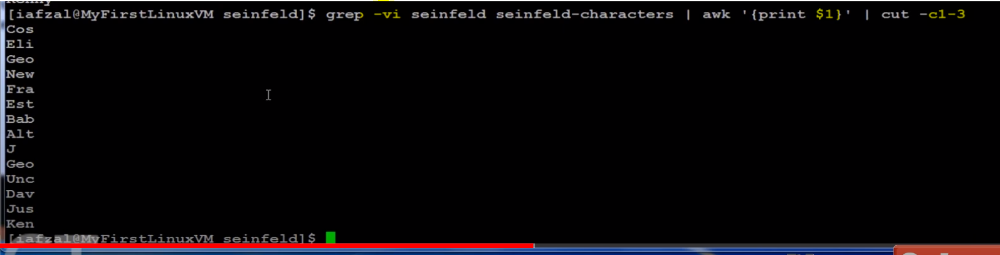 [iafzal@MyFirstLinuxVM seinfeld]$ grep -vi seinfeld seinfeld-characters | awk '{print $1}' | cut -c1-3
Cos
Eli
Geo
New
Fra
Est
Bab
Alt
J
Geo
Unc
Dav
Jus
Ken
[iafzal@MyFirstLinuxVM seinfeld]$